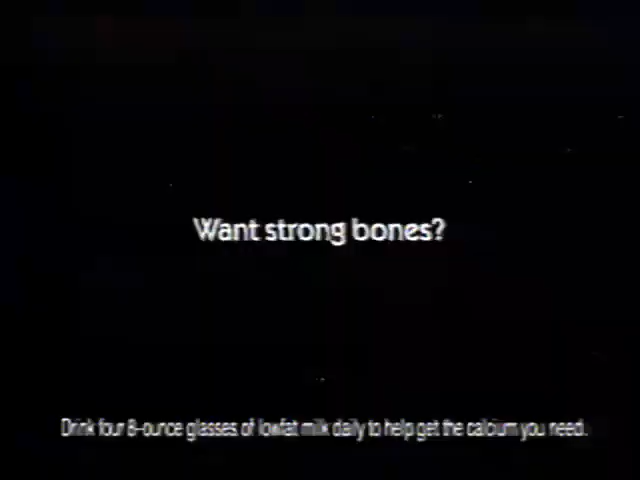 Want strong bones?
Drink four 8-ounce glasses of lowfat milk daily to help get the calcium you need.